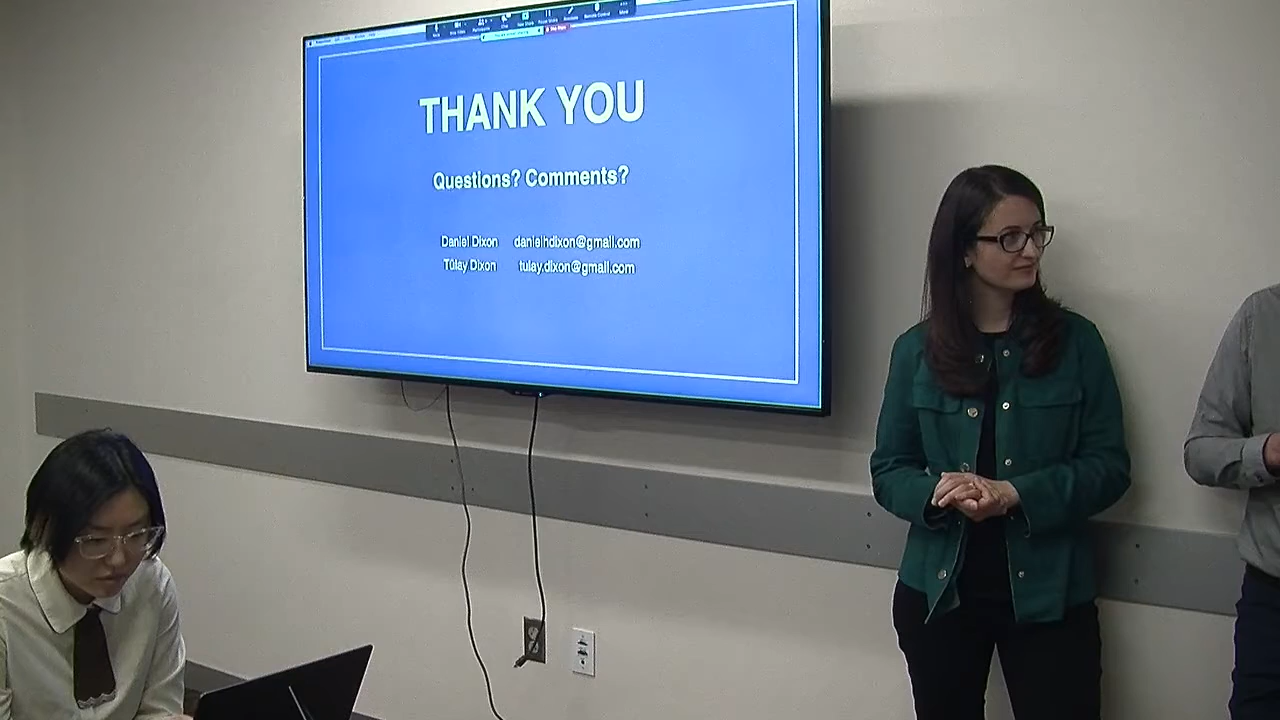 THANK YOU
Questions? Comments?
Daniel Dixon danielhdixon@gmail.com
Tülay Dixon tulay.dixon@gmail.com